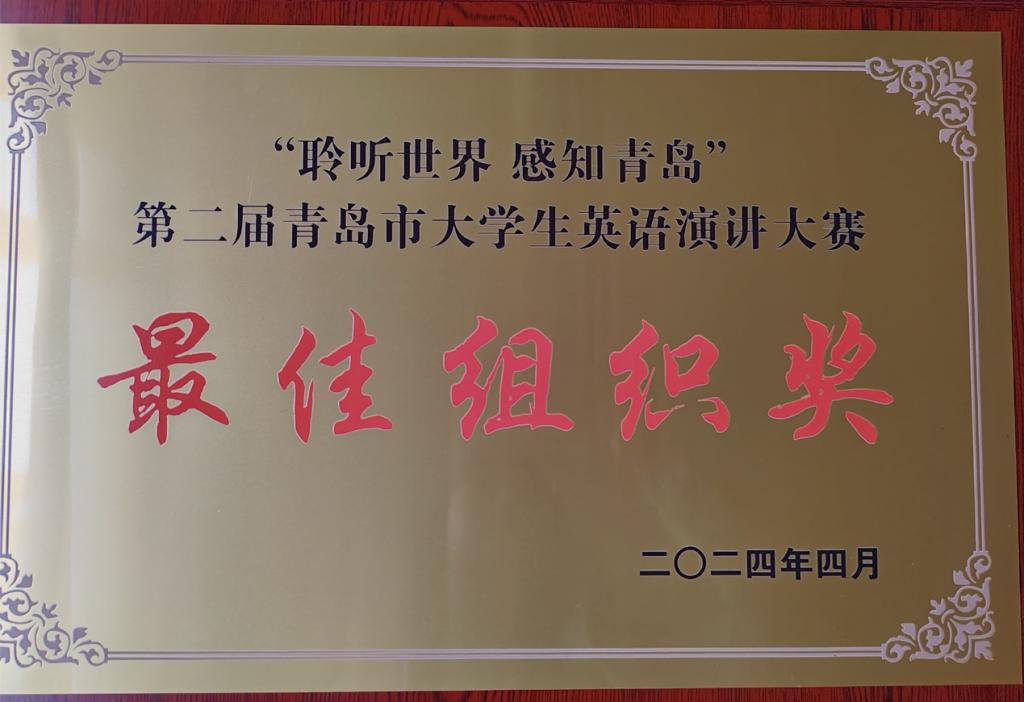 “聆听世界 感知青岛”
第二届青岛市大学生英语演讲大赛
最佳组织奖
二〇二四年四月